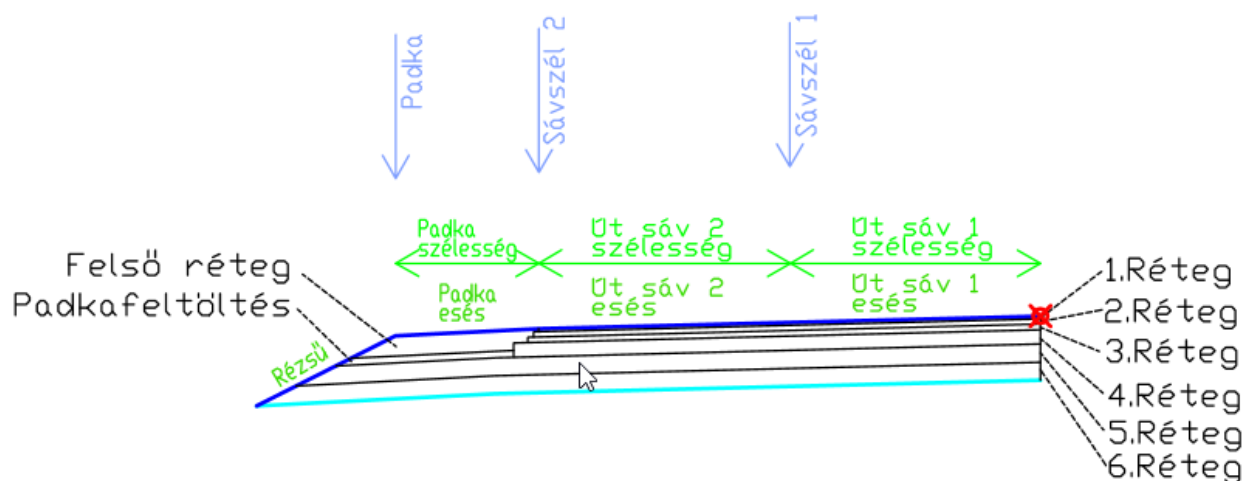 Padka
Sávszél 2
Sávszél 1
Padka
szélesség
Út sáv 2
szélesség
Út sáv 1
szélesség
Felső réteg
Padkafeltöltés
Padka
esés
Út sáv 2
esés
Út sáv 1
esés
Rézsű
1.Réteg
2.Réteg
3.Réteg
4.Réteg
5.Réteg
6.Réteg